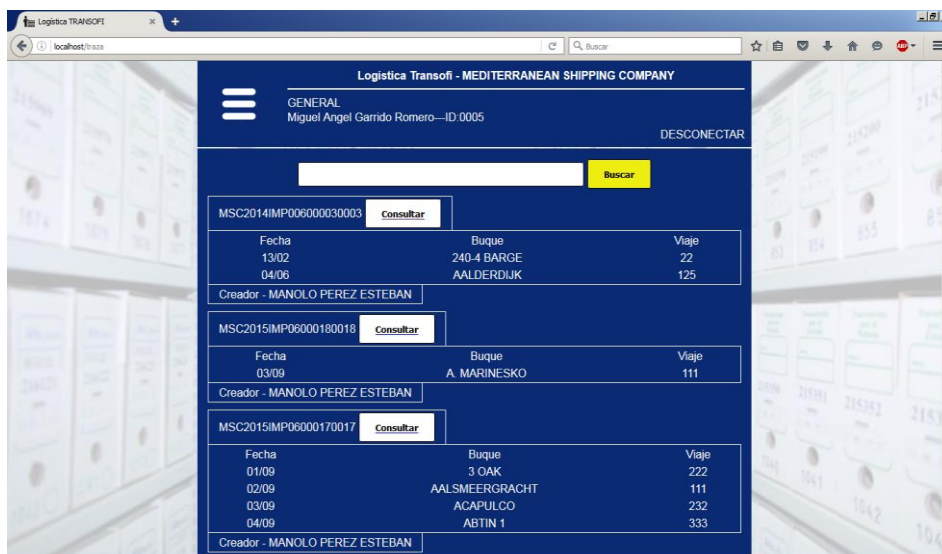 Logística TRANSOFI
localhost/traza
Buscar
Logistica Transofi - MEDITERRANEAN SHIPPING COMPANY
GENERAL
Miguel Angel Garrido Romero---ID:0005
DESCONECTAR
Buscar
MSC2014IMP006000030003 Consultar
Fecha Buque Viaje
13/02 240-4 BARGE 22
04/06 AALDERDIJK 125
Creador - MANOLO PEREZ ESTEBAN
MSC2015IMP06000180018 Consultar
Fecha Buque Viaje
03/09 A. MARINESKO 111
Creador - MANOLO PEREZ ESTEBAN
MSC2015IMP06000170017 Consultar
Fecha Buque Viaje
01/09 3 OAK 222
02/09 AALSMEERGRACHT 111
03/09 ACAPULCO 232
04/09 ABTIN 1 333
Creador - MANOLO PEREZ ESTEBAN